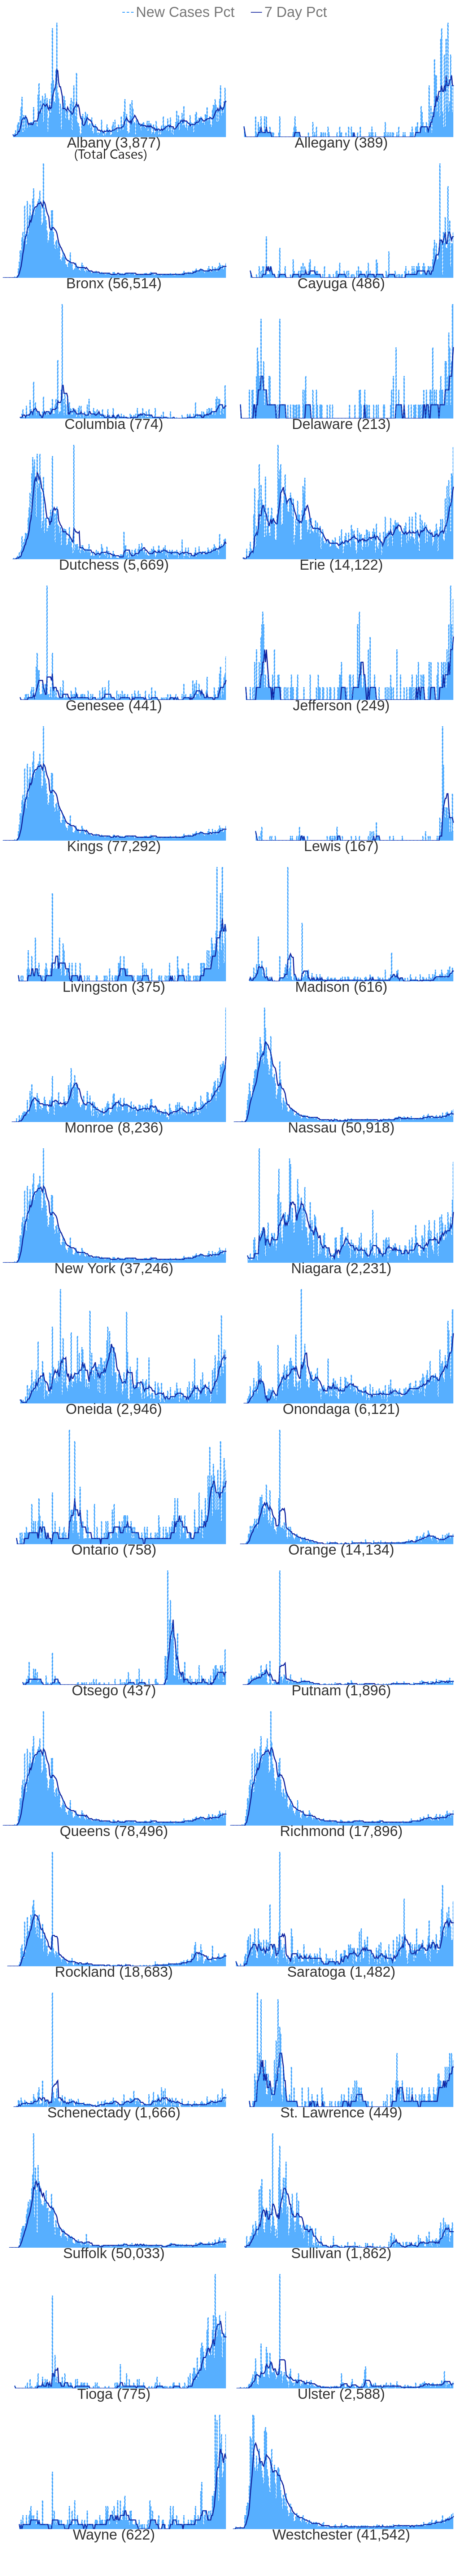 New Cases Pct 7 Day Pct
Albany (3,877) Allegany (389)
(Total Cases)
Bronx (56,514) Cayuga (486)
Columbia (774) Delaware (213)
Dutchess (5,669) Erie (14,122)
Genesee (441) Jefferson (249)
Kings (77,292) Lewis (167)
Livingston (375) Madison (616)
Monroe (8,236) Nassau (50,918)
New York (37,246) Niagara (2,231)
Oneida (2,946) Onondaga (6,121)
Ontario (758) Orange (14,134)
Otsego (437) Putnam (1,896)
Queens (78,496) Richmond (17,896)
Rockland (18,683) Saratoga (1,482)
Schenectady (1,666) St. Lawrence (449)
Suffolk (50,033) Sullivan (1,862)
Tioga (775) Ulster (2,588)
Wayne (622) Westchester (41,542)